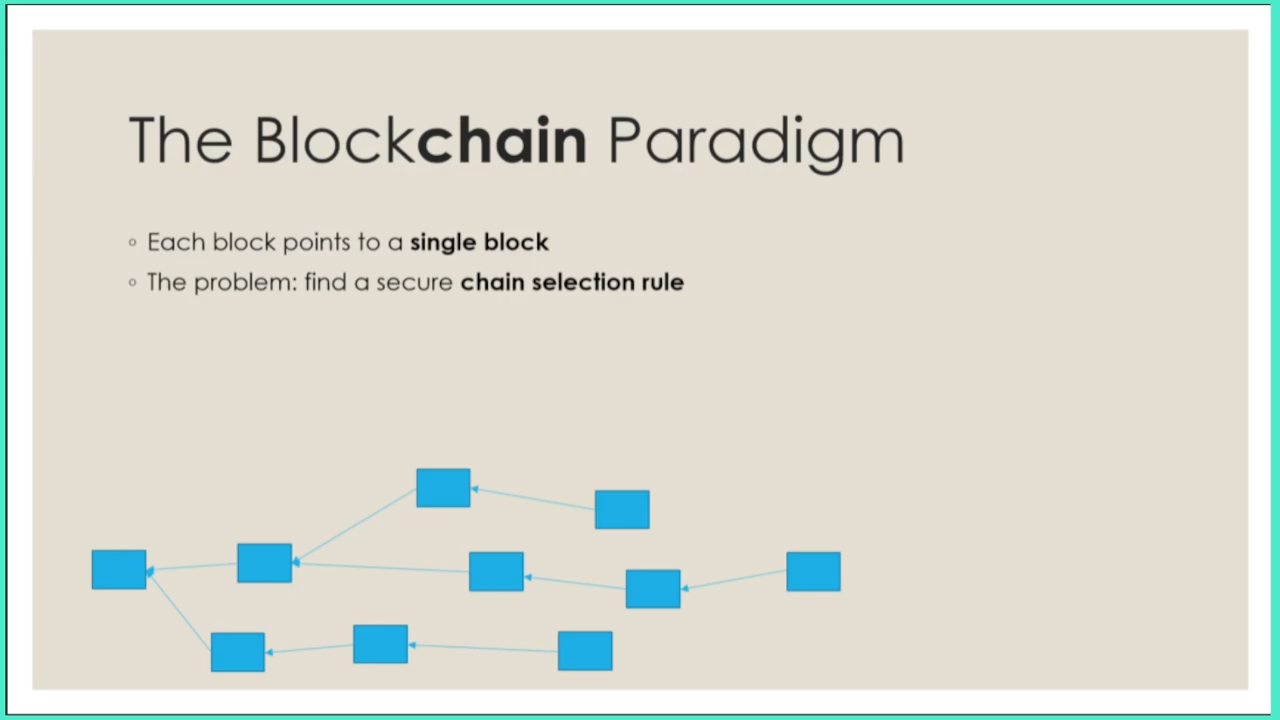 The Blockchain Paradigm
◦ Each block points to a single block
◦ The problem: find a secure chain selection rule